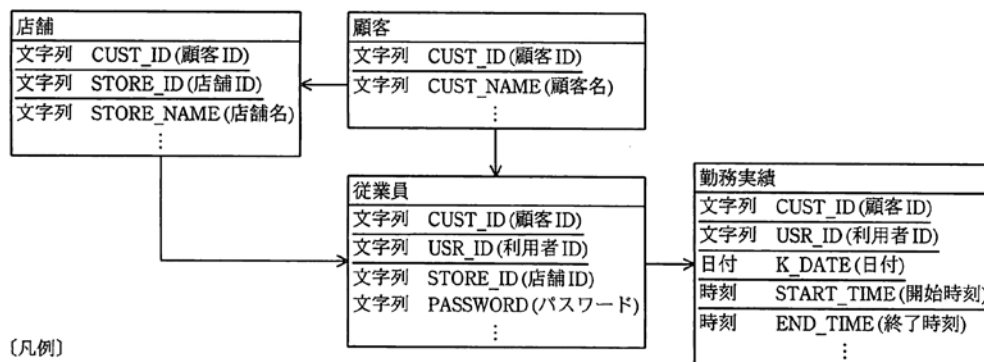 店舗
文字列 CUST_ID(顧客ID)
文字列 STORE_ID(店舗ID)
文字列 STORE_NAME(店舗名)
⋮
顧客
文字列 CUST_ID(顧客ID)
文字列 CUST_NAME(顧客名)
⋮
従業員
文字列 CUST_ID(顧客ID)
文字列 USR_ID(利用者ID)
文字列 STORE_ID(店舗ID)
文字列 PASSWORD(パスワード)
⋮
勤務実績
文字列 CUST_ID(顧客ID)
文字列 USR_ID(利用者ID)
日付 K_DATE(日付)
時刻 START_TIME(開始時刻)
時刻 END_TIME(終了時刻)
⋮
〔凡例〕